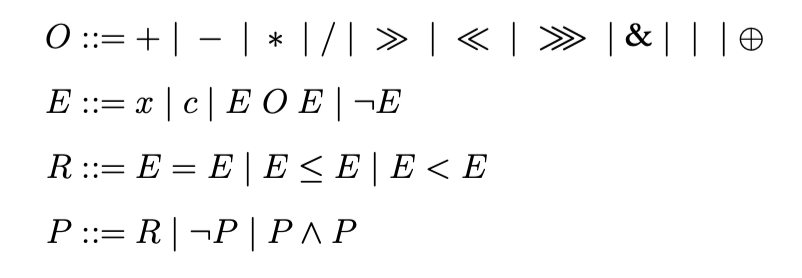 O ::= + | − | ∗ | / | ≫ | ≪ | ⋙ | & | | | ⊕
E ::= x | c | E O E | ¬E
R ::= E = E | E ≤ E | E < E
P ::= R | ¬P | P ∧ P